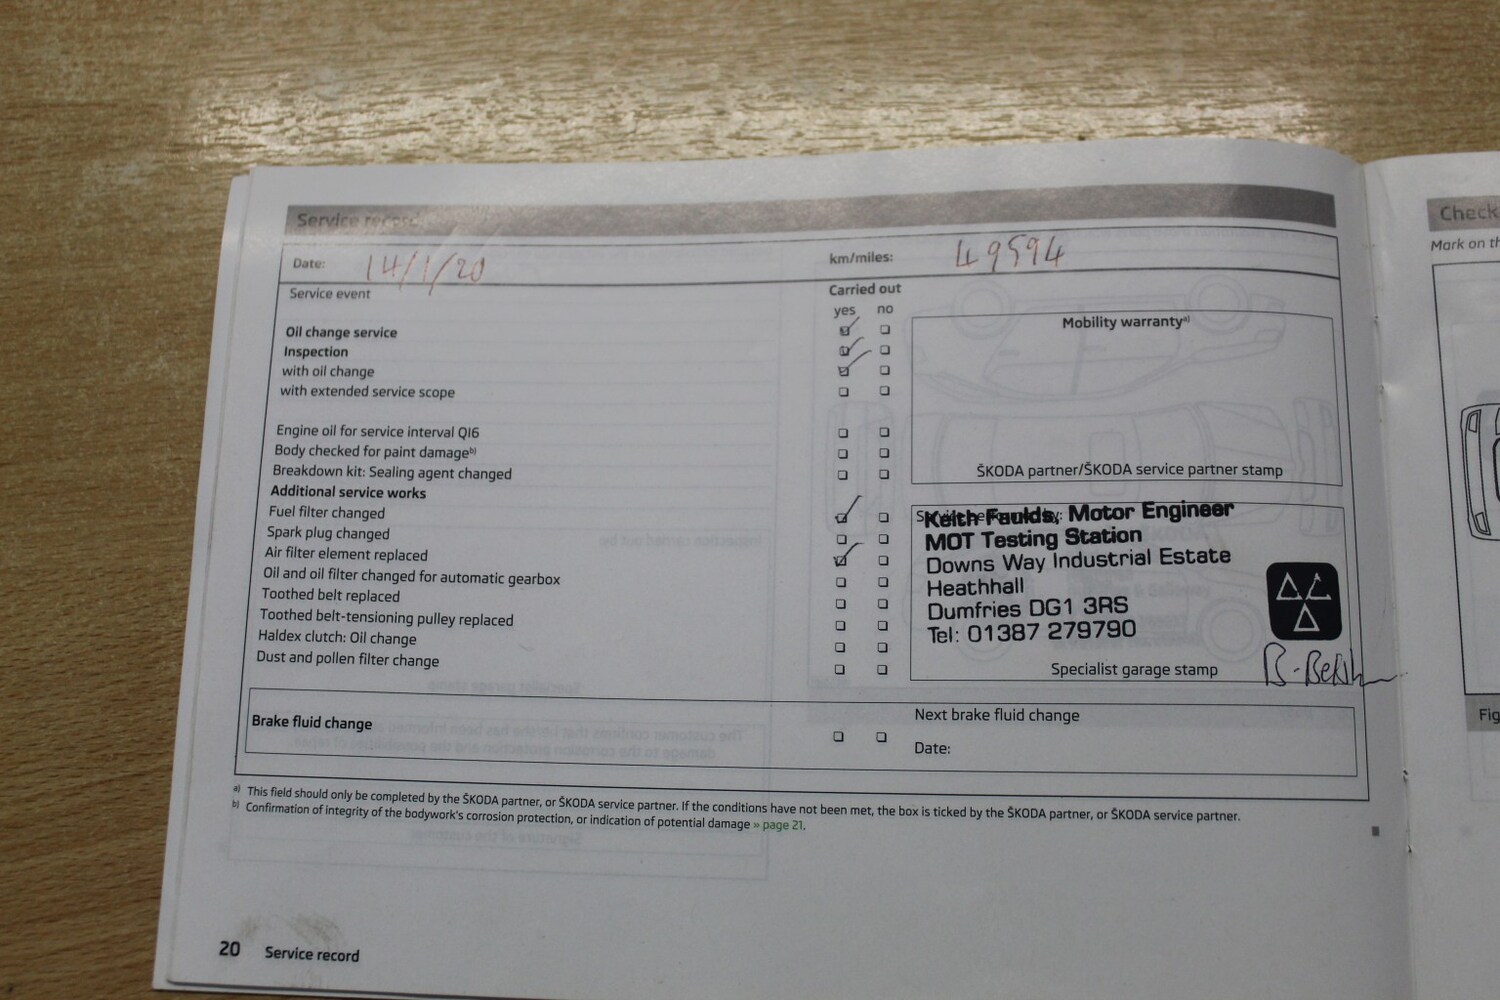 Service record
Date: 14/1/20 km/miles: 49594
Service event Carried out
yes no
Oil change service
Inspection
with oil change
with extended service scope
Engine oil for service interval QI6
Body checked for paint damage b)
Breakdown kit: Sealing agent changed
Additional service works
Fuel filter changed
Spark plug changed
Air filter element replaced
Oil and oil filter changed for automatic gearbox
Toothed belt replaced
Toothed belt-tensioning pulley replaced
Haldex clutch: Oil change
Dust and pollen filter change
Mobility warranty a)
ŠKODA partner/ŠKODA service partner stamp
Keith Faulds, Motor Engineer
MOT Testing Station
Downs Way Industrial Estate
Heathhall
Dumfries DG1 3RS
Tel: 01387 279790
Specialist garage stamp
Brake fluid change
Next brake fluid change
Date:
a) This field should only be completed by the ŠKODA partner, or ŠKODA service partner. If the conditions have not been met, the box is ticked by the ŠKODA partner, or ŠKODA service partner.
b) Confirmation of integrity of the bodywork's corrosion protection, or indication of potential damage » page 21.
20 Service record
Check
Mark on th
Fig